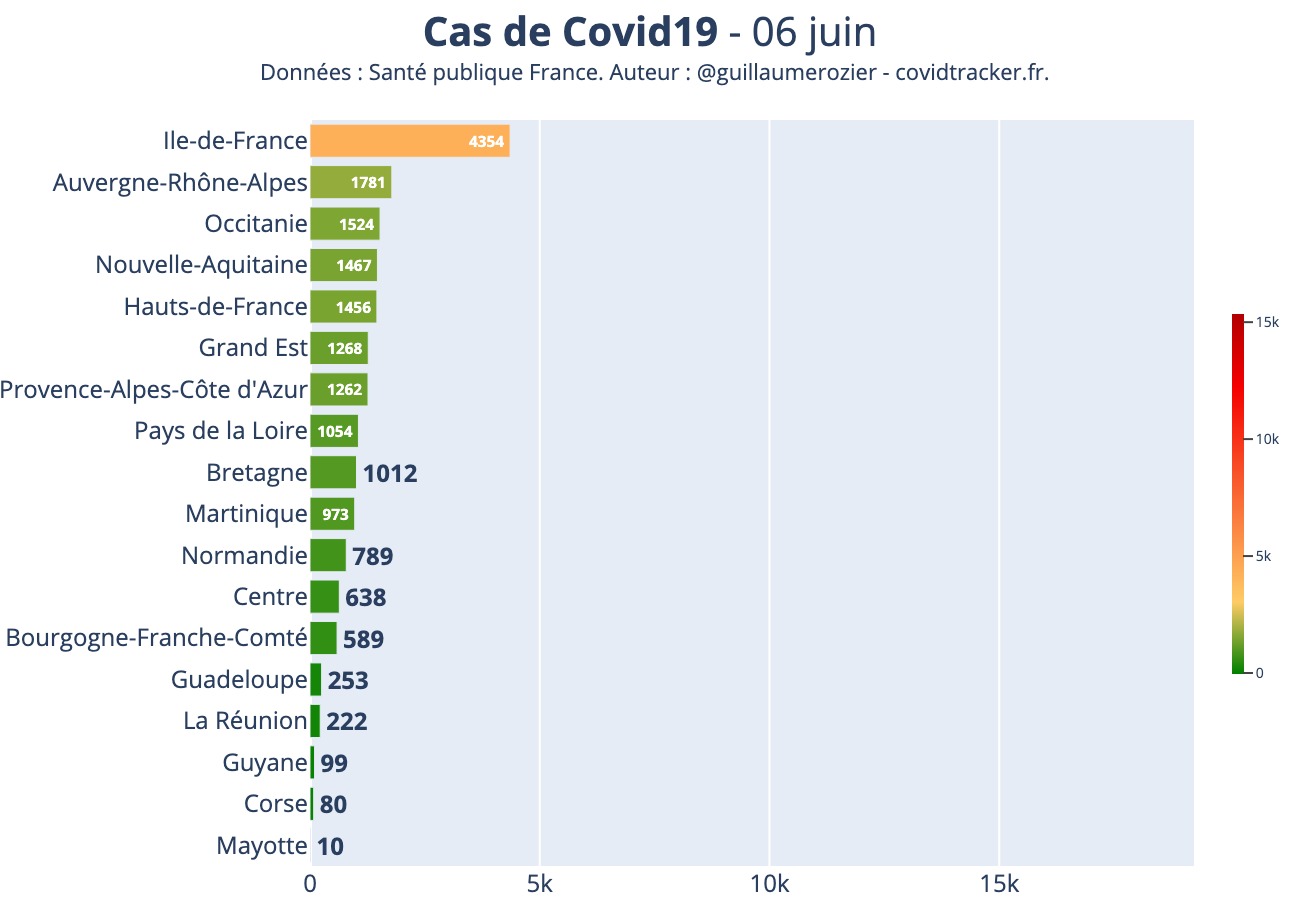 Cas de Covid19 - 06 juin
Données : Santé publique France. Auteur : @guillaumerozier - covidtracker.fr.
Ile-de-France 4354
Auvergne-Rhône-Alpes 1781
Occitanie 1524
Nouvelle-Aquitaine 1467
Hauts-de-France 1456
Grand Est 1268
Provence-Alpes-Côte d'Azur 1262
Pays de la Loire 1054
Bretagne 1012
Martinique 973
Normandie 789
Centre 638
Bourgogne-Franche-Comté 589
Guadeloupe 253
La Réunion 222
Guyane 99
Corse 80
Mayotte 10
0 5k 10k 15k
15k
10k
5k
0